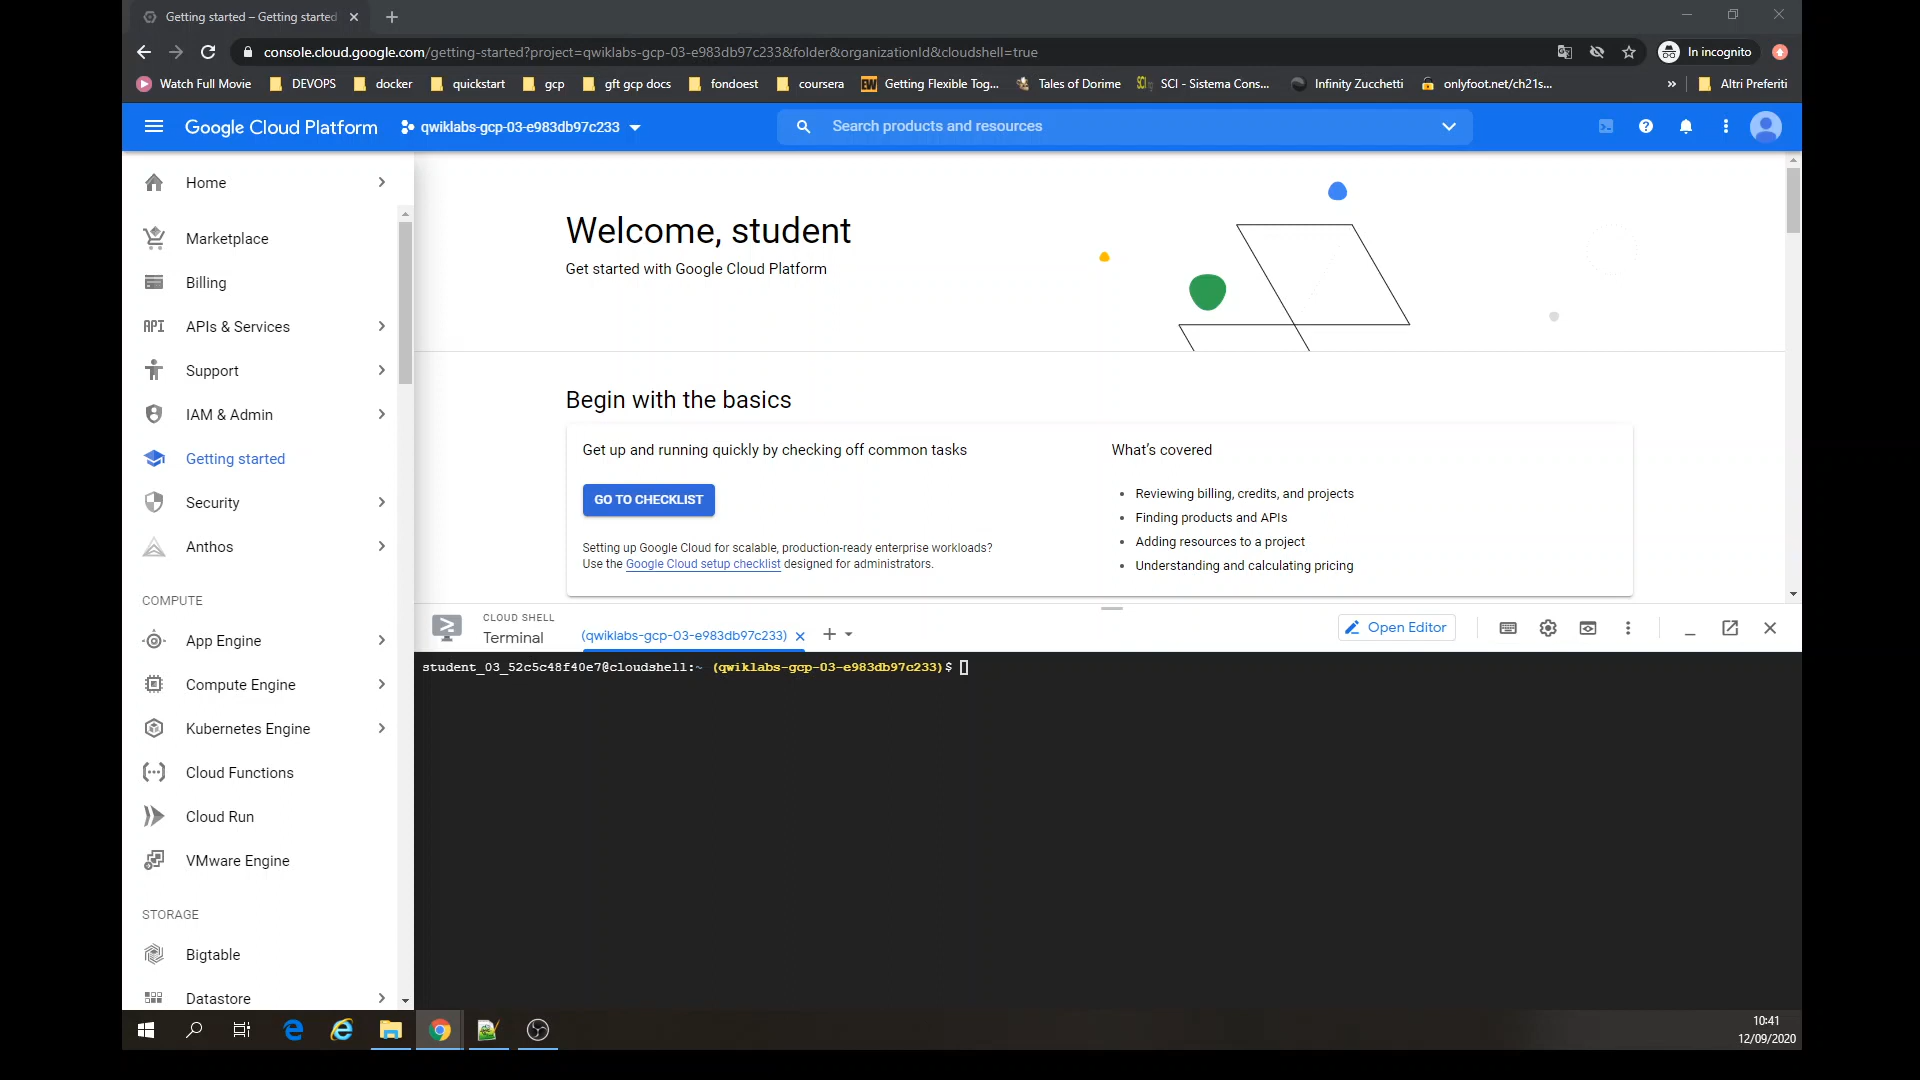 Getting started – Getting started
console.cloud.google.com/getting-started?project=qwiklabs-gcp-03-e983db97c233&folder&organizationId&cloudshell=true
In incognito
Watch Full Movie
DEVOPS
docker
quickstart
gcp
gft gcp docs
fondoest
coursera
Getting Flexible Tog...
Tales of Dorime
SCI - Sistema Cons...
Infinity Zucchetti
onlyfoot.net/ch21s...
»
Altri Preferiti
Google Cloud Platform
qwiklabs-gcp-03-e983db97c233
Search products and resources
Home
Marketplace
Billing
API APIs & Services
Support
IAM & Admin
Getting started
Security
Anthos
COMPUTE
App Engine
Compute Engine
Kubernetes Engine
Cloud Functions
Cloud Run
VMware Engine
STORAGE
Bigtable
Datastore
Welcome, student
Get started with Google Cloud Platform
Begin with the basics
Get up and running quickly by checking off common tasks
GO TO CHECKLIST
Setting up Google Cloud for scalable, production-ready enterprise workloads?
Use the Google Cloud setup checklist designed for administrators.
What's covered
• Reviewing billing, credits, and projects
• Finding products and APIs
• Adding resources to a project
• Understanding and calculating pricing
CLOUD SHELL
Terminal
(qwiklabs-gcp-03-e983db97c233)
Open Editor
student_03_52c5c48f40e7@cloudshell:~ (qwiklabs-gcp-03-e983db97c233)$
10:41
12/09/2020